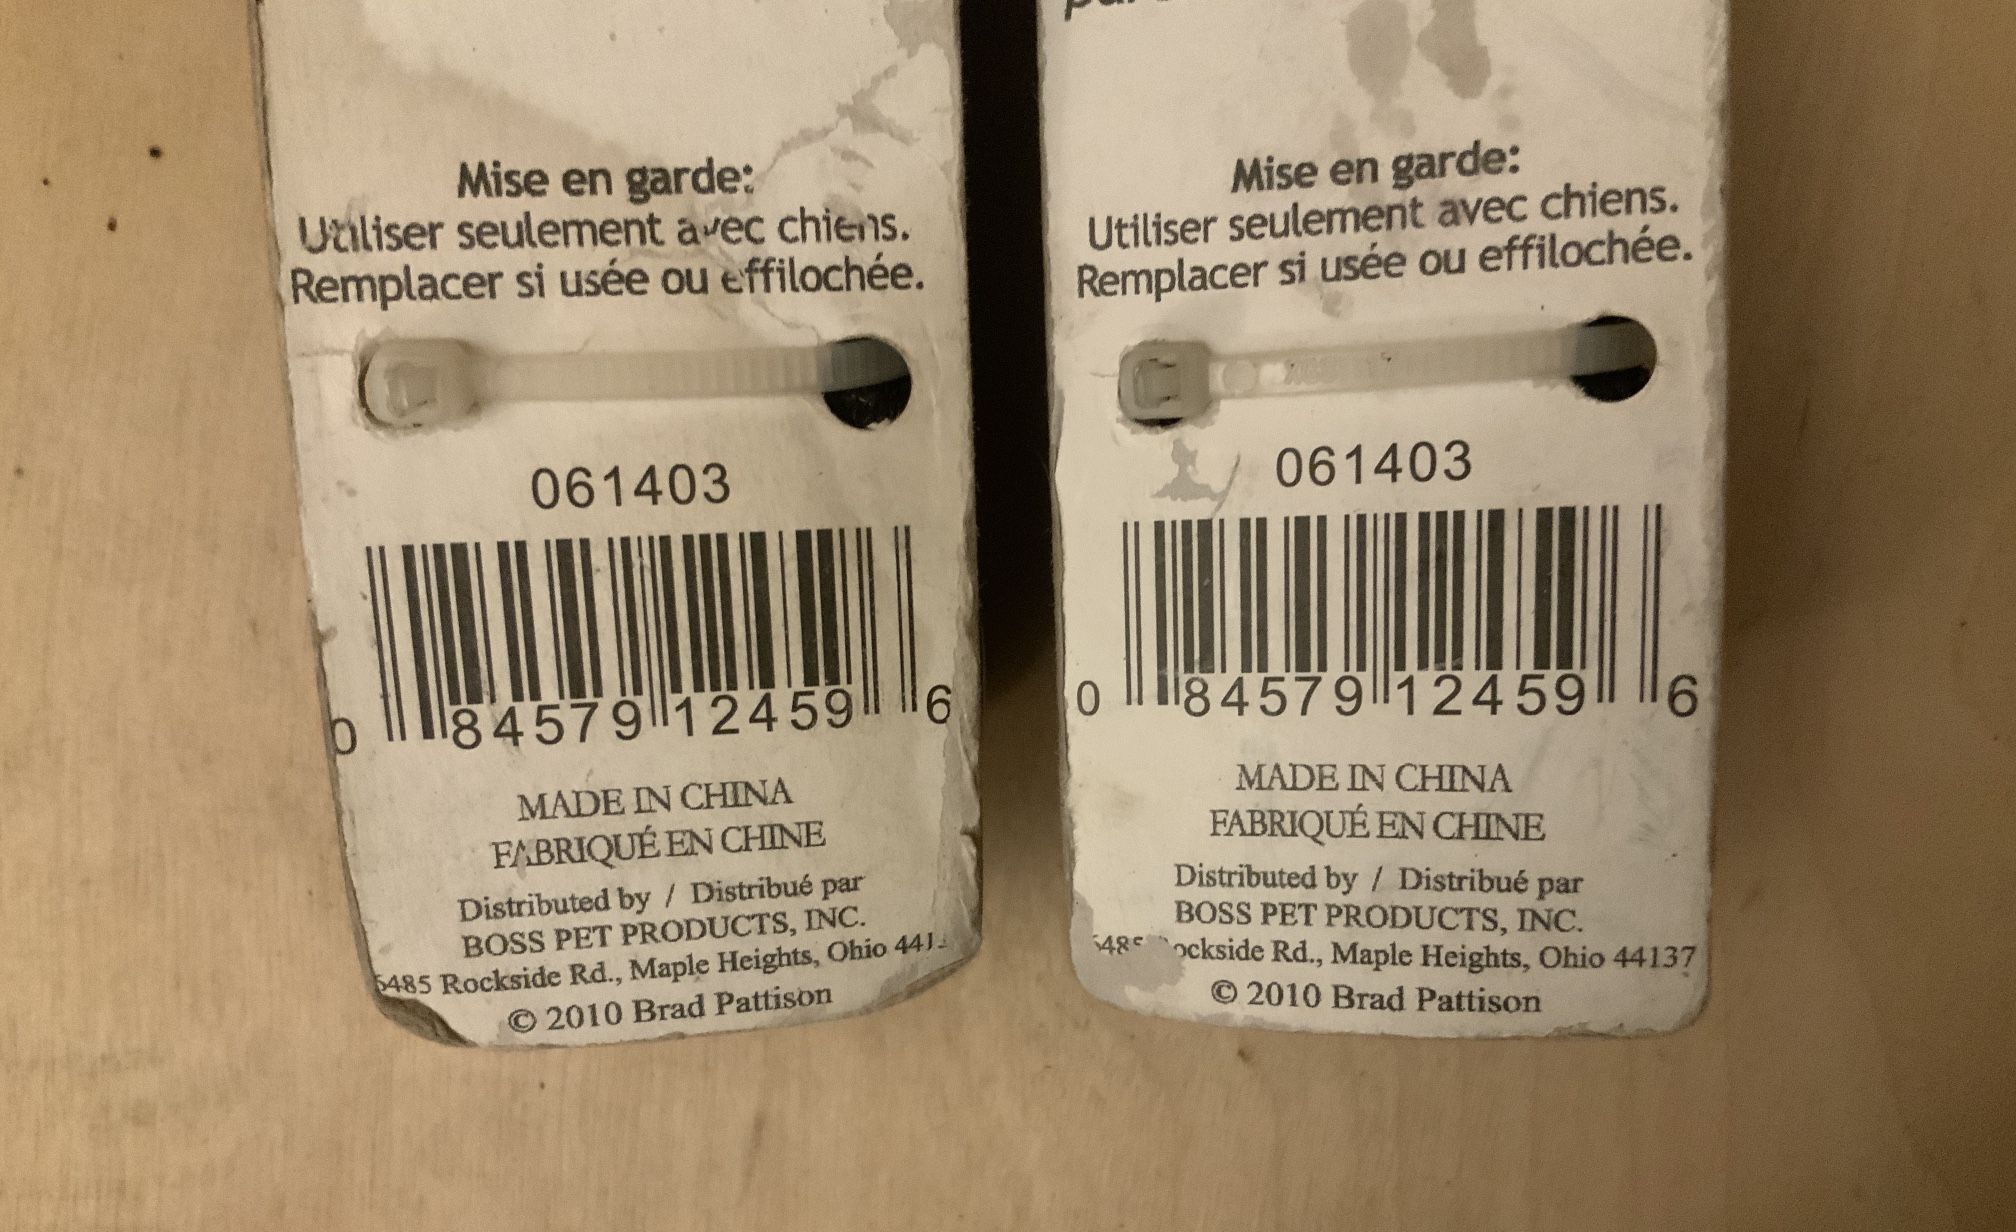 Mise en garde:
Utiliser seulement avec chiens.
Remplacer si usée ou effilochée.
061403
0 84579 12459 6
MADE IN CHINA
FABRIQUÉ EN CHINE
Distributed by / Distribué par
BOSS PET PRODUCTS, INC.
5485 Rockside Rd., Maple Heights, Ohio
© 2010 Brad Pattison
Mise en garde:
Utiliser seulement avec chiens.
Remplacer si usée ou effilochée.
061403
0 84579 12459 6
MADE IN CHINA
FABRIQUÉ EN CHINE
Distributed by / Distribué par
BOSS PET PRODUCTS, INC.
Rd., Maple Heights, Ohio 44137
© 2010 Brad Pattison